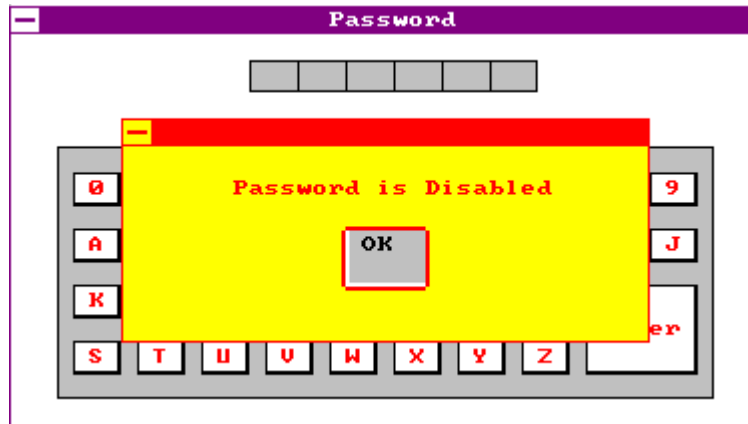 Password
Password is Disabled
0 9
OK
A J
K
er
S T U V W X Y Z